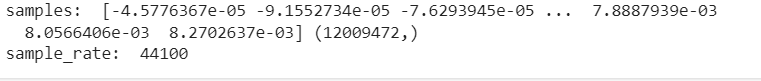 samples:  [-4.5776367e-05 -9.1552734e-05 -7.6293945e-05 ...  7.8887939e-03
  8.0566406e-03  8.2702637e-03] (12009472,)
sample_rate:  44100